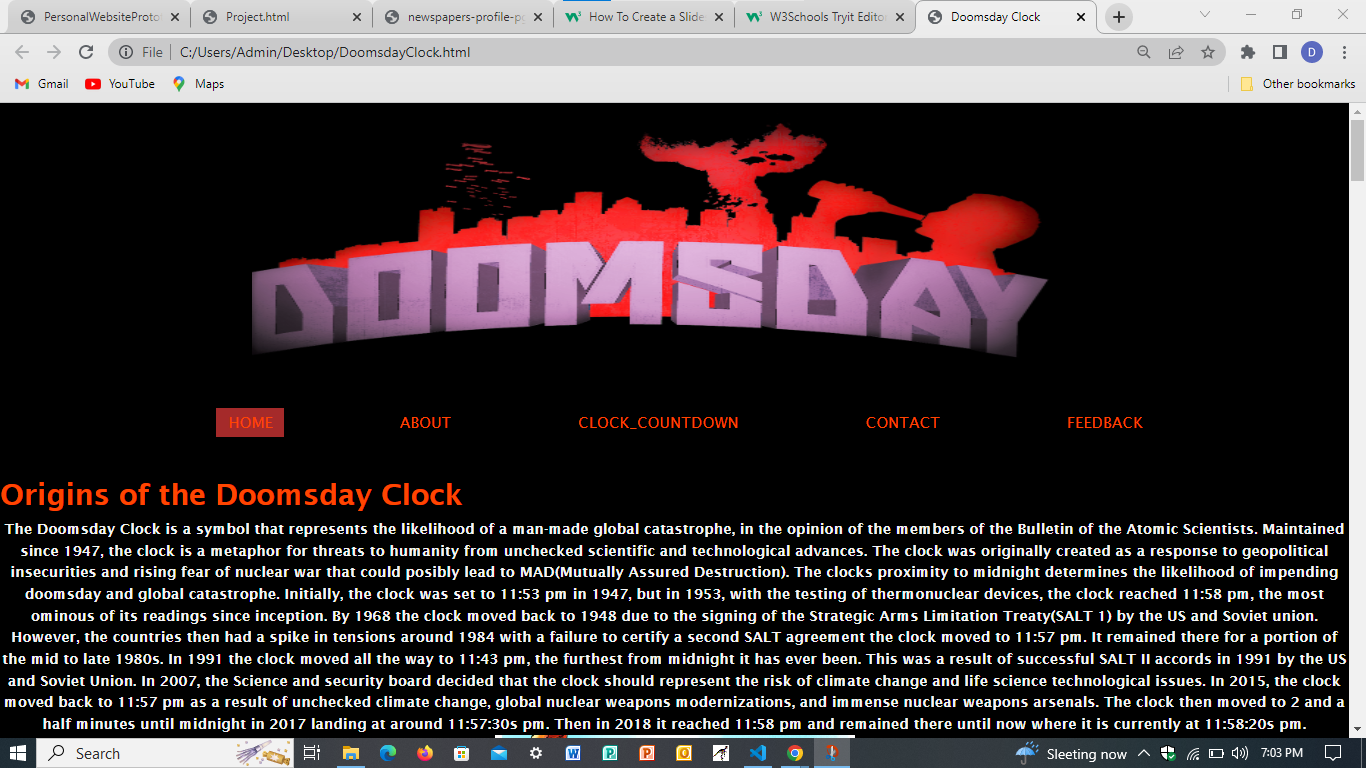 PersonalWebsiteProto
Project.html
newspapers-profile-pg
How To Create a Slide
W3Schools Tryit Editor
Doomsday Clock
File
C:/Users/Admin/Desktop/DoomsdayClock.html
D
Gmail
YouTube
Maps
Other bookmarks
DOOMSDAY
HOME
ABOUT
CLOCK_COUNTDOWN
CONTACT
FEEDBACK
Origins of the Doomsday Clock
The Doomsday Clock is a symbol that represents the likelihood of a man-made global catastrophe, in the opinion of the members of the Bulletin of the Atomic Scientists. Maintained
since 1947, the clock is a metaphor for threats to humanity from unchecked scientific and technological advances. The clock was originally created as a response to geopolitical
insecurities and rising fear of nuclear war that could posibly lead to MAD(Mutually Assured Destruction). The clocks proximity to midnight determines the likelihood of impending
doomsday and global catastrophe. Initially, the clock was set to 11:53 pm in 1947, but in 1953, with the testing of thermonuclear devices, the clock reached 11:58 pm, the most
ominous of its readings since inception. By 1968 the clock moved back to 1948 due to the signing of the Strategic Arms Limitation Treaty(SALT 1) by the US and Soviet union.
However, the countries then had a spike in tensions around 1984 with a failure to certify a second SALT agreement the clock moved to 11:57 pm. It remained there for a portion of
the mid to late 1980s. In 1991 the clock moved all the way to 11:43 pm, the furthest from midnight it has ever been. This was a result of successful SALT II accords in 1991 by the US
and Soviet Union. In 2007, the Science and security board decided that the clock should represent the risk of climate change and life science technological issues. In 2015, the clock
moved back to 11:57 pm as a result of unchecked climate change, global nuclear weapons modernizations, and immense nuclear weapons arsenals. The clock then moved to 2 and a
half minutes until midnight in 2017 landing at around 11:57:30s pm. Then in 2018 it reached 11:58 pm and remained there until now where it is currently at 11:58:20s pm.
Search
Sleeting now
7:03 PM